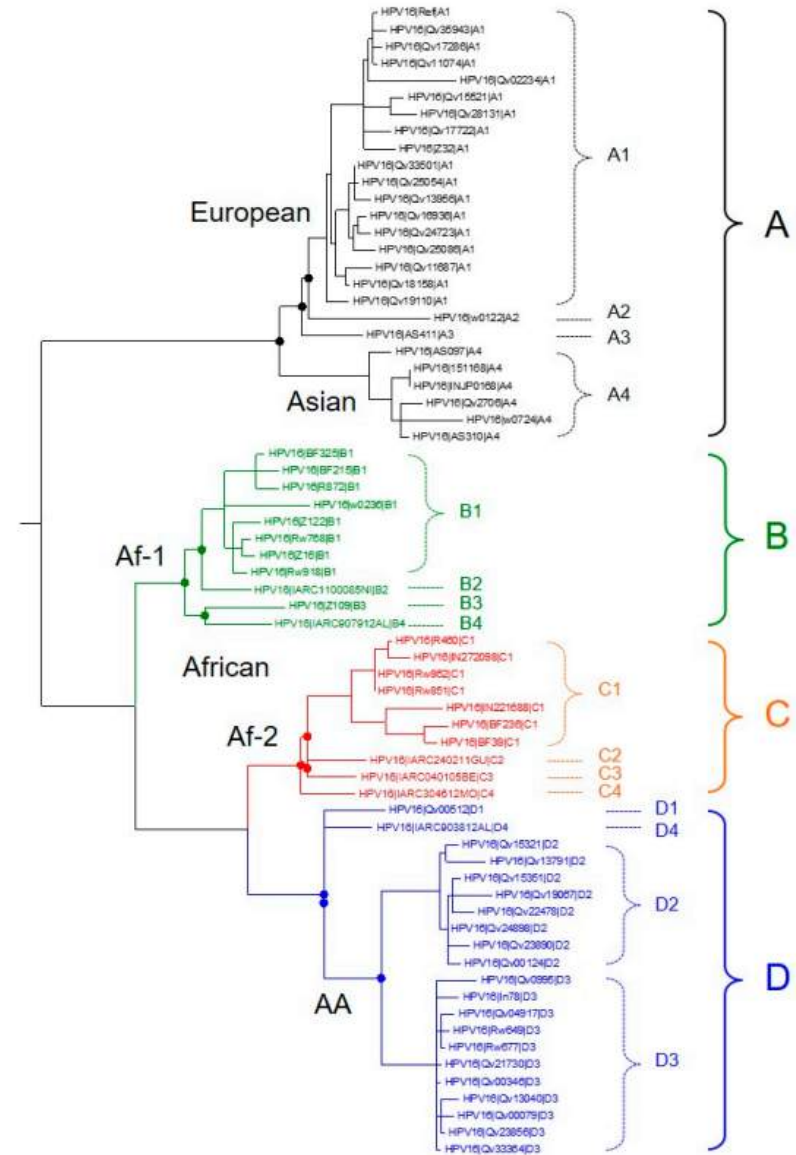 HPV16|Ref|A1
HPV16|Qv35943|A1
HPV16|Qv17286|A1
HPV16|Qv11074|A1
HPV16|Qv02234|A1
HPV16|Qv15521|A1
HPV16|Qv28131|A1
HPV16|Qv17722|A1
HPV16|Z32|A1
A1
HPV16|Qv33501|A1
HPV16|Qv25054|A1
HPV16|Qv13956|A1
European
HPV16|Qv16936|A1
A
HPV16|Qv24723|A1
HPV16|Qv25086|A1
HPV16|Qv11687|A1
HPV16|Qv18158|A1
HPV16|Qv19110|A1
HPV16|w0122|A2
A2
HPV16|AS411|A3
A3
HPV16|AS097|A4
HPV16|151168|A4
HPV16|INJP0168|A4
A4
Asian
HPV16|Qv2706|A4
HPV16|w0724|A4
HPV16|AS310|A4
HPV16|BF325|B1
HPV16|BF215|B1
HPV16|R872|B1
HPV16|w0236|B1
B1
HPV16|Z122|B1
HPV16|Rw768|B1
B
Af-1
HPV16|Z16|B1
HPV16|Rw918|B1
HPV16|IARC1100085NI|B2
B2
HPV16|Z109|B3
B3
HPV16|IARC907912AL|B4
B4
HPV16|R460|C1
HPV16|IN272098|C1
African
HPV16|Rw962|C1
HPV16|Rw851|C1
C1
HPV16|IN221688|C1
C
HPV16|BF236|C1
Af-2
HPV16|BF39|C1
HPV16|IARC240211GU|C2
C2
HPV16|IARC040105BE|C3
C3
HPV16|IARC304612MO|C4
C4
HPV16|Qv00512|D1
D1
HPV16|IARC903812AL|D4
D4
HPV16|Qv15321|D2
HPV16|Qv13791|D2
HPV16|Qv15351|D2
HPV16|Qv19067|D2
D2
HPV16|Qv22478|D2
HPV16|Qv24898|D2
HPV16|Qv23890|D2
HPV16|Qv00124|D2
D
HPV16|Qv0995|D3
AA
HPV16|In78|D3
HPV16|Qv04917|D3
HPV16|Rw649|D3
HPV16|Rw677|D3
D3
HPV16|Qv21730|D3
HPV16|Qv00346|D3
HPV16|Qv13040|D3
HPV16|Qv00079|D3
HPV16|Qv23856|D3
HPV16|Qv33364|D3